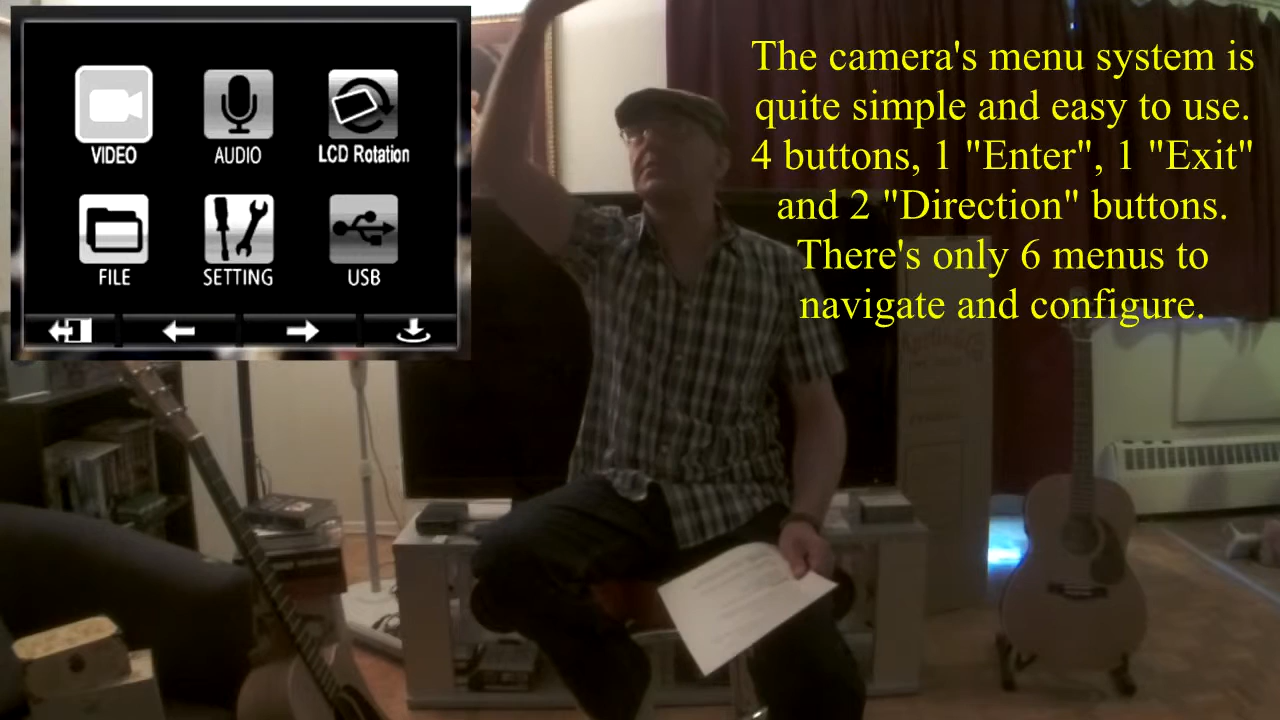 VIDEO AUDIO LCD Rotation
FILE SETTING USB
The camera's menu system is
quite simple and easy to use.
4 buttons, 1 "Enter", 1 "Exit"
and 2 "Direction" buttons.
There's only 6 menus to
navigate and configure.